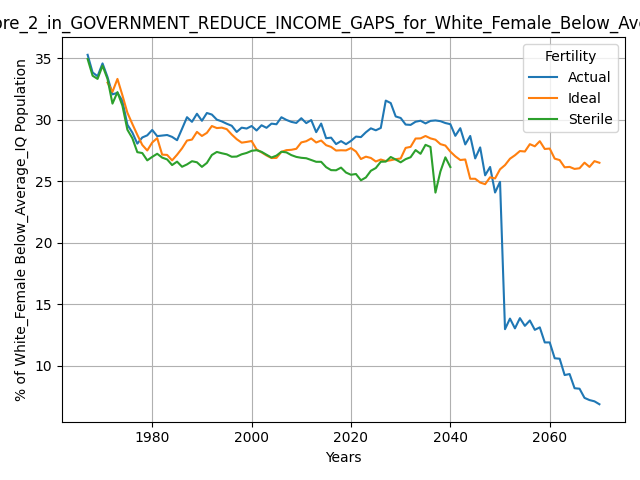 ore_2_in_GOVERNMENT_REDUCE_INCOME_GAPS_for_White_Female_Below_Ave
% of White_Female Below_Average_IQ Population
35
30
25
20
15
10
Fertility
Actual
Ideal
Sterile
1980
2000
2020
2040
2060
Years